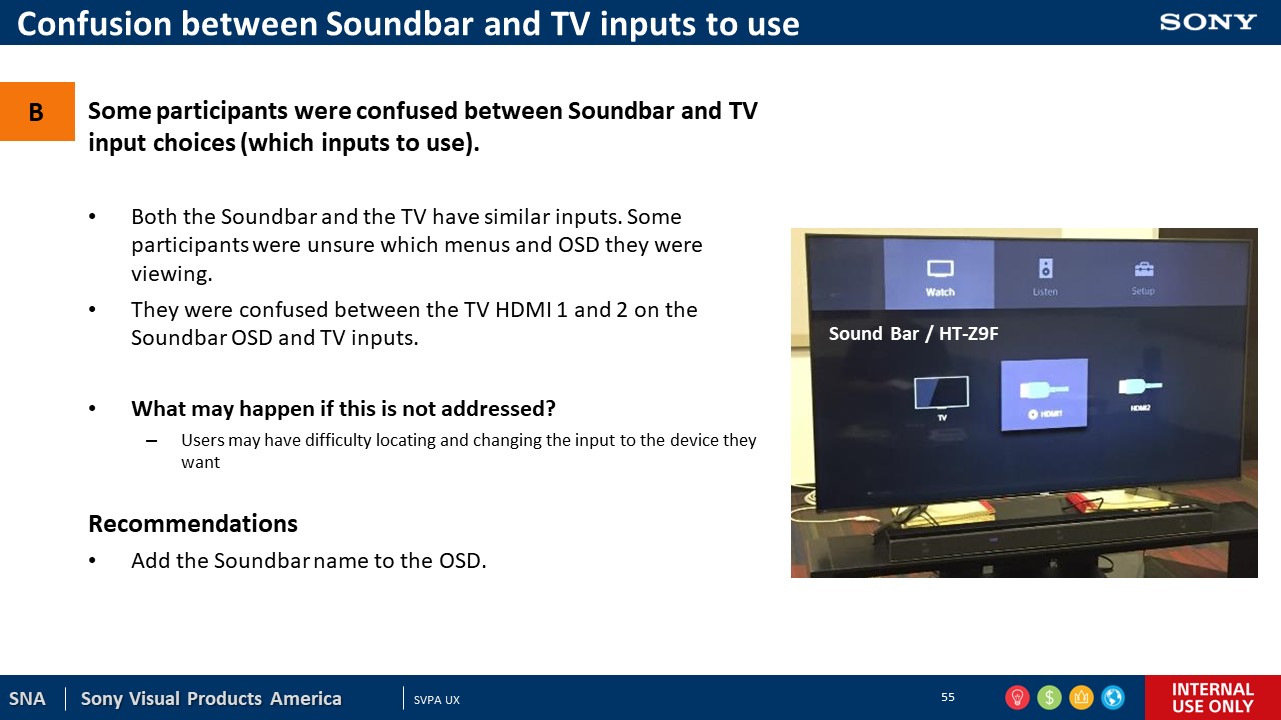 Confusion between Soundbar and TV inputs to use
SONY
B
Some participants were confused between Soundbar and TV
input choices (which inputs to use).
• Both the Soundbar and the TV have similar inputs. Some
participants were unsure which menus and OSD they were
viewing.
• They were confused between the TV HDMI 1 and 2 on the
Soundbar OSD and TV inputs.
• What may happen if this is not addressed?
– Users may have difficulty locating and changing the input to the device they
want
Recommendations
• Add the Soundbar name to the OSD.
Watch Listen Setup
Sound Bar / HT-Z9F
TV HDMI1 HDMI2
SNA Sony Visual Products America SVPA UX 55
INTERNAL
USE ONLY